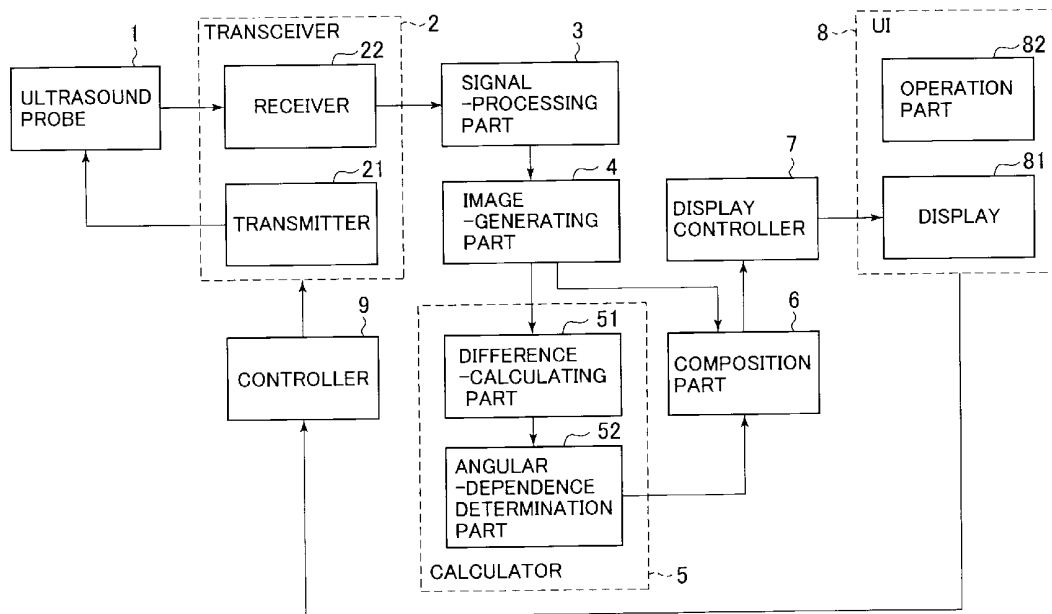 1
ULTRASOUND
PROBE
TRANSCEIVER
2
22
RECEIVER
21
TRANSMITTER
3
SIGNAL
-PROCESSING
PART
4
IMAGE
-GENERATING
PART
7
DISPLAY
CONTROLLER
8
UI
82
OPERATION
PART
81
DISPLAY
9
CONTROLLER
51
DIFFERENCE
-CALCULATING
PART
52
ANGULAR
-DEPENDENCE
DETERMINATION
PART
CALCULATOR
5
6
COMPOSITION
PART